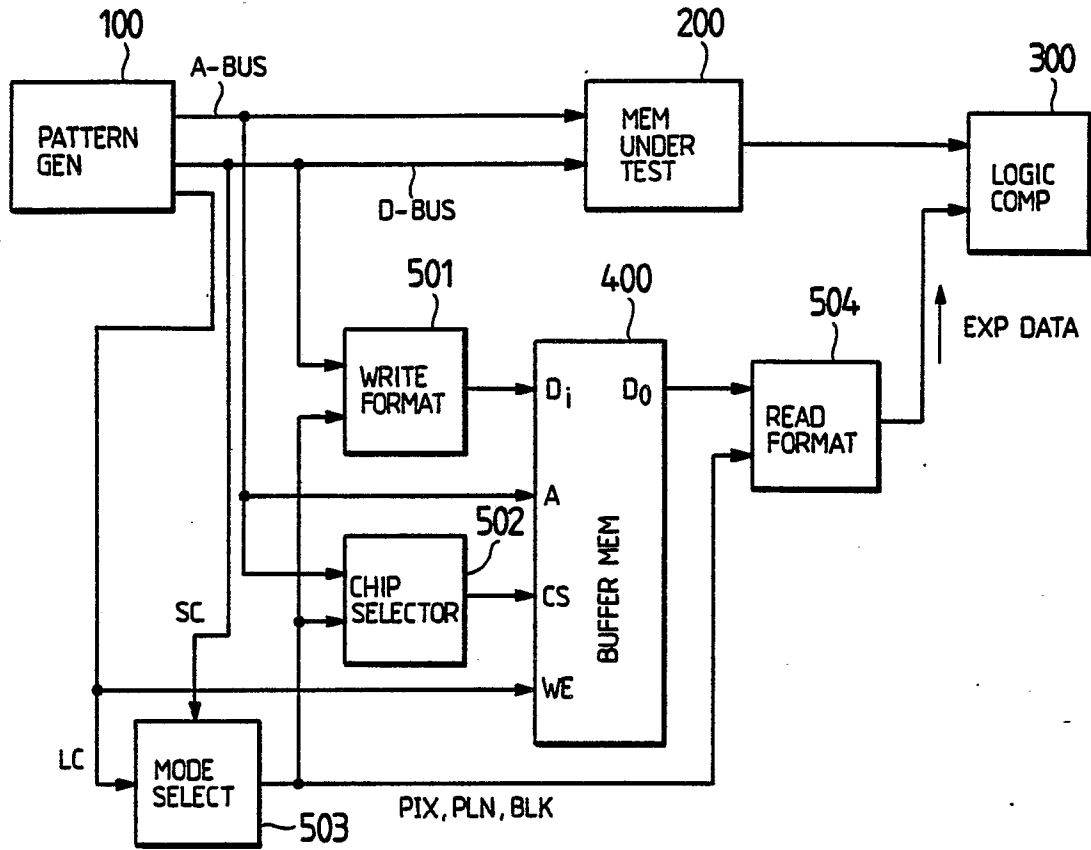 100
200
300
A-BUS
PATTERN
GEN
MEM
UNDER
TEST
LOGIC
COMP
D-BUS
501
400
504
EXP DATA
WRITE
FORMAT
Di
D0
READ
FORMAT
A
502
BUFFER MEM
CHIP
SELECTOR
CS
SC
WE
LC
MODE
SELECT
PIX, PLN, BLK
503